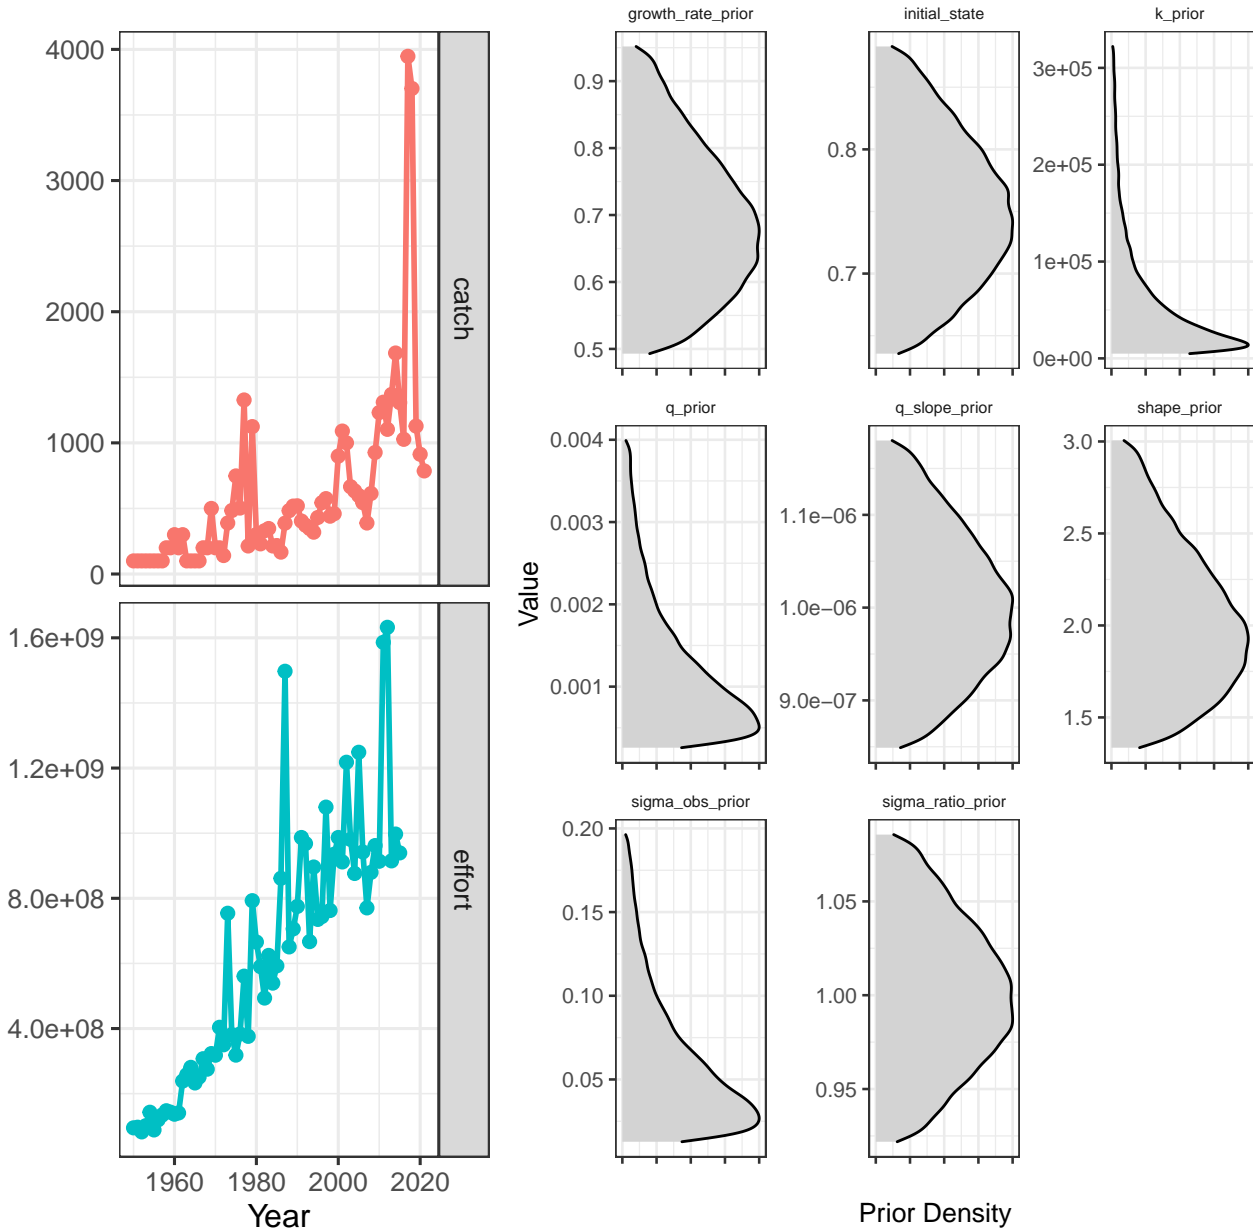 4000
3000
2000
1000
0
catch
1.6e+09
1.2e+09
8.0e+08
4.0e+08
effort
1960 1980 2000 2020
Year
growth_rate_prior
0.9
0.8
0.7
0.6
0.5
initial_state
0.8
0.7
k_prior
3e+05
2e+05
1e+05
0e+00
Value
q_prior
0.004
0.003
0.002
0.001
q_slope_prior
1.1e−06
1.0e−06
9.0e−07
shape_prior
3.0
2.5
2.0
1.5
sigma_obs_prior
0.20
0.15
0.10
0.05
sigma_ratio_prior
1.05
1.00
0.95
Prior Density